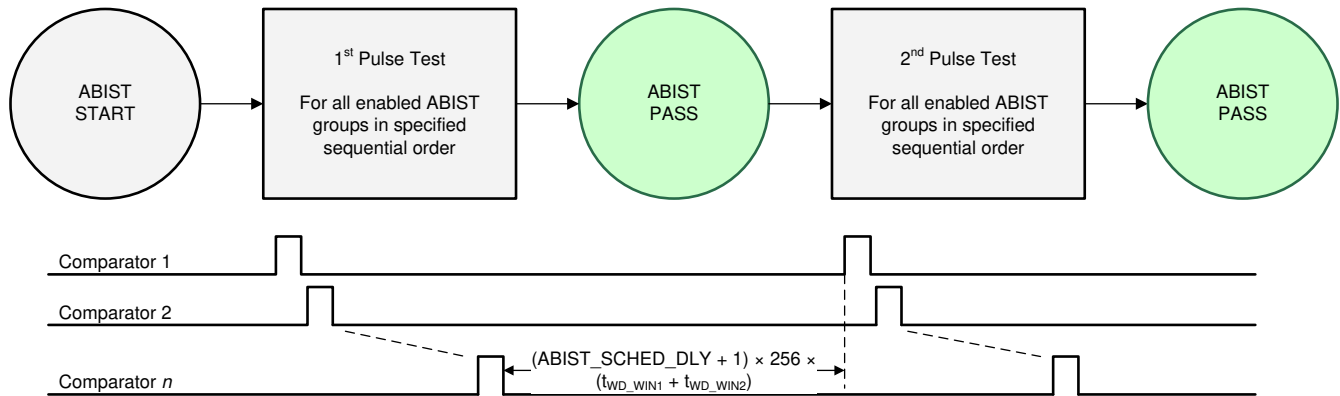 ABIST
START
1st Pulse Test
For all enabled ABIST
groups in specified
sequential order
ABIST
PASS
2nd Pulse Test
For all enabled ABIST
groups in specified
sequential order
ABIST
PASS
Comparator 1
Comparator 2
(ABIST_SCHED_DLY + 1) × 256 ×
(tWD_WIN1 + tWD_WIN2)
Comparator n